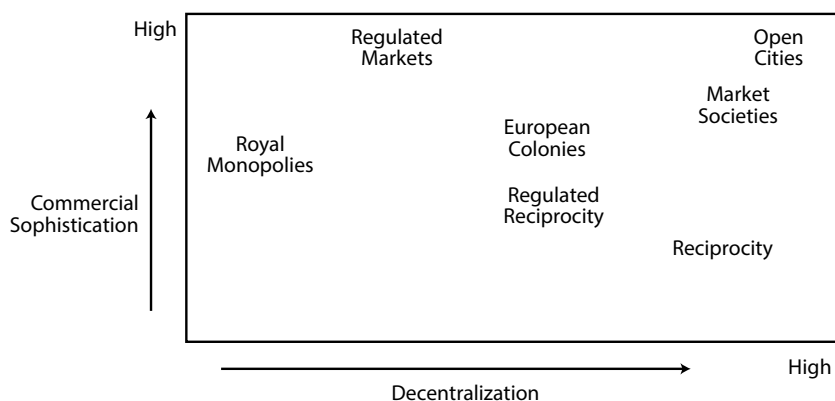 High
Regulated
Markets
Open
Cities
Market
Societies
European
Colonies
Royal
Monopolies
Commercial
Sophistication
Regulated
Reciprocity
Reciprocity
High
Decentralization